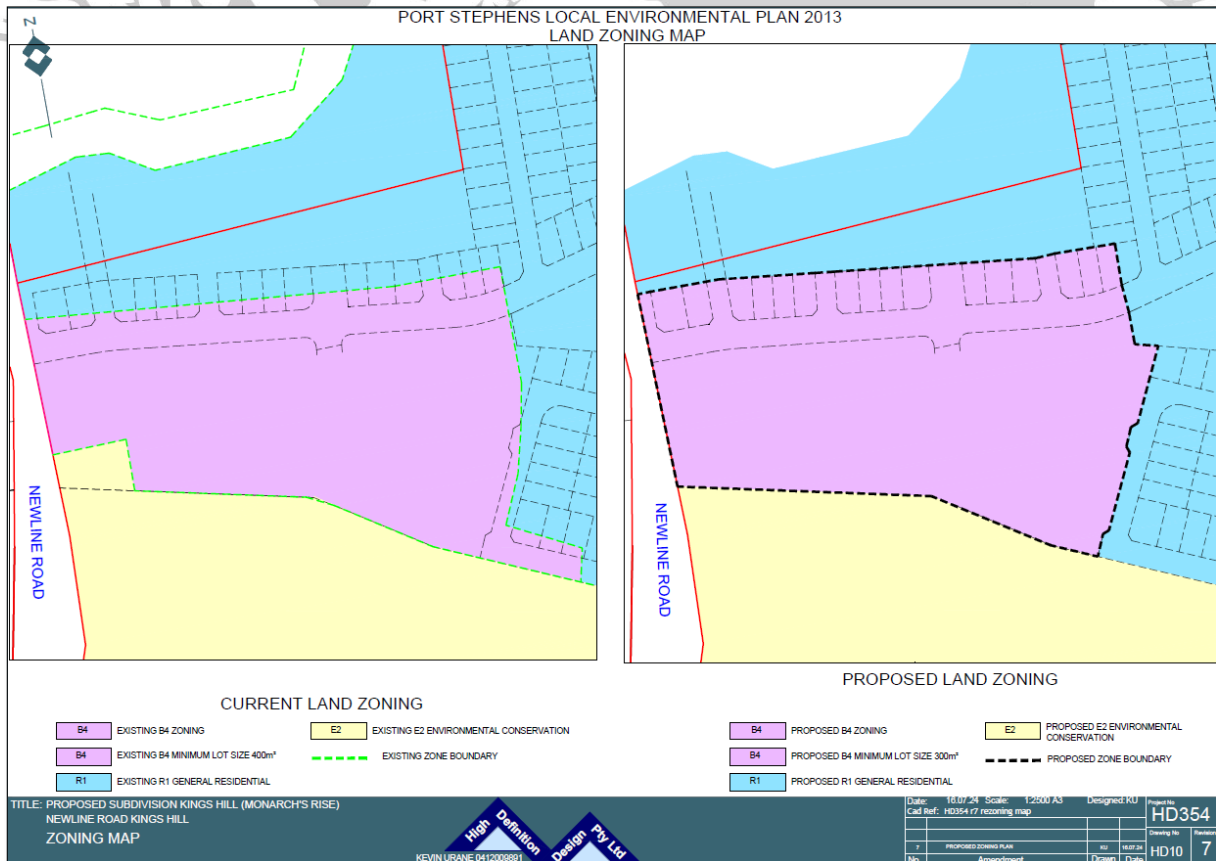 PORT STEPHENS LOCAL ENVIRONMENTAL PLAN 2013
LAND ZONING MAP
Z
NEWLINE ROAD
NEWLINE ROAD
CURRENT LAND ZONING
B4 EXISTING B4 ZONING
E2 EXISTING E2 ENVIRONMENTAL CONSERVATION
B4 EXISTING B4 MINIMUM LOT SIZE 400m²
EXISTING ZONE BOUNDARY
R1 EXISTING R1 GENERAL RESIDENTIAL
PROPOSED LAND ZONING
B4 PROPOSED B4 ZONING
E2 PROPOSED E2 ENVIRONMENTAL
CONSERVATION
B4 PROPOSED B4 MINIMUM LOT SIZE 300m²
PROPOSED ZONE BOUNDARY
R1 PROPOSED R1 GENERAL RESIDENTIAL
TITLE: PROPOSED SUBDIVISION KINGS HILL (MONARCH'S RISE)
NEWLINE ROAD KINGS HILL
ZONING MAP
High Definition Design Pty Ltd
KEVIN URANE 0412009891
Date: 16.07.24 Scale: 1:2500 A3 Designed: KU
Cad Ref: HD354 r7 rezoning map
Project No
HD354
7 PROPOSED ZONING PLAN KU 16.07.24
No Amendment Drawn Date
Drawing No
HD10
Revision
7